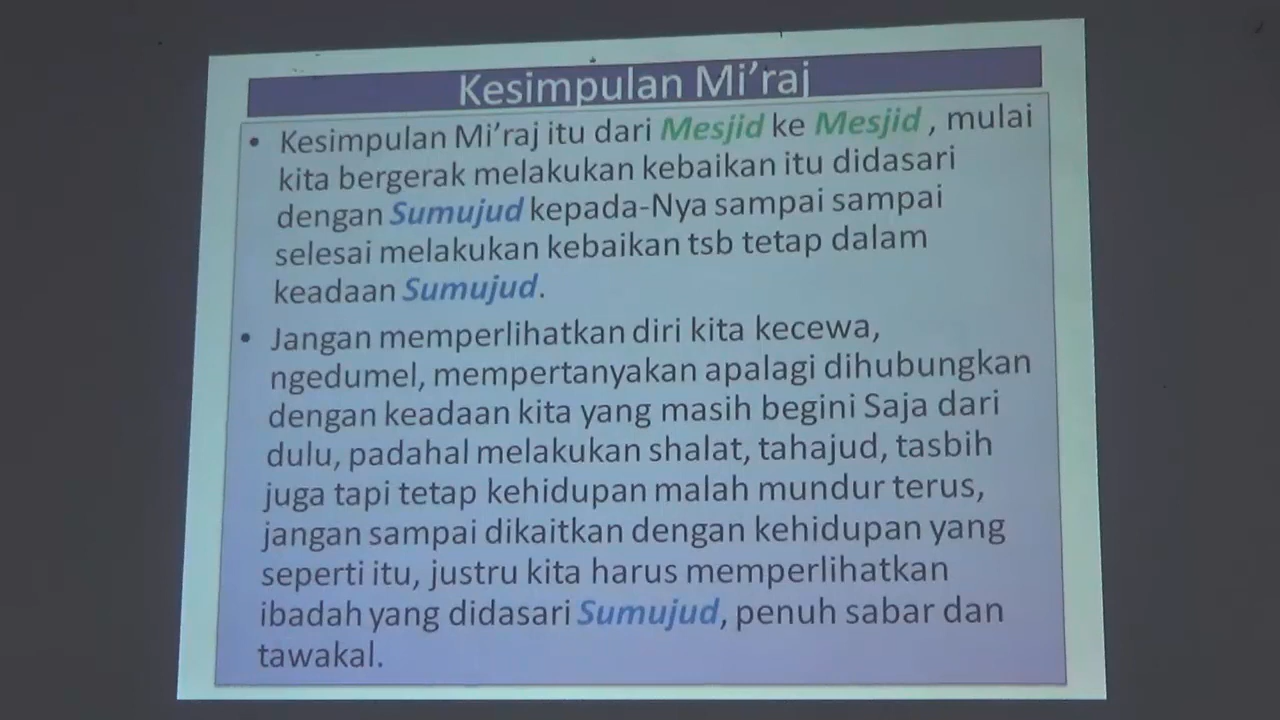 Kesimpulan Mi'raj
• Kesimpulan Mi'raj itu dari Mesjid ke Mesjid , mulai
kita bergerak melakukan kebaikan itu didasari
dengan Sumujud kepada-Nya sampai sampai
selesai melakukan kebaikan tsb tetap dalam
keadaan Sumujud.
• Jangan memperlihatkan diri kita kecewa,
ngedumel, mempertanyakan apalagi dihubungkan
dengan keadaan kita yang masih begini Saja dari
dulu, padahal melakukan shalat, tahajud, tasbih
juga tapi tetap kehidupan malah mundur terus,
jangan sampai dikaitkan dengan kehidupan yang
seperti itu, justru kita harus memperlihatkan
ibadah yang didasari Sumujud, penuh sabar dan
tawakal.